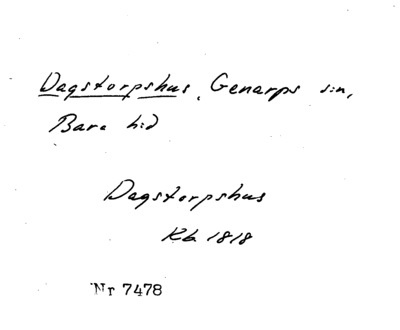 Dagstorpshus, Genarps sn,
Bara hd
Dagstorpshus
Kb 1818
Nr 7478